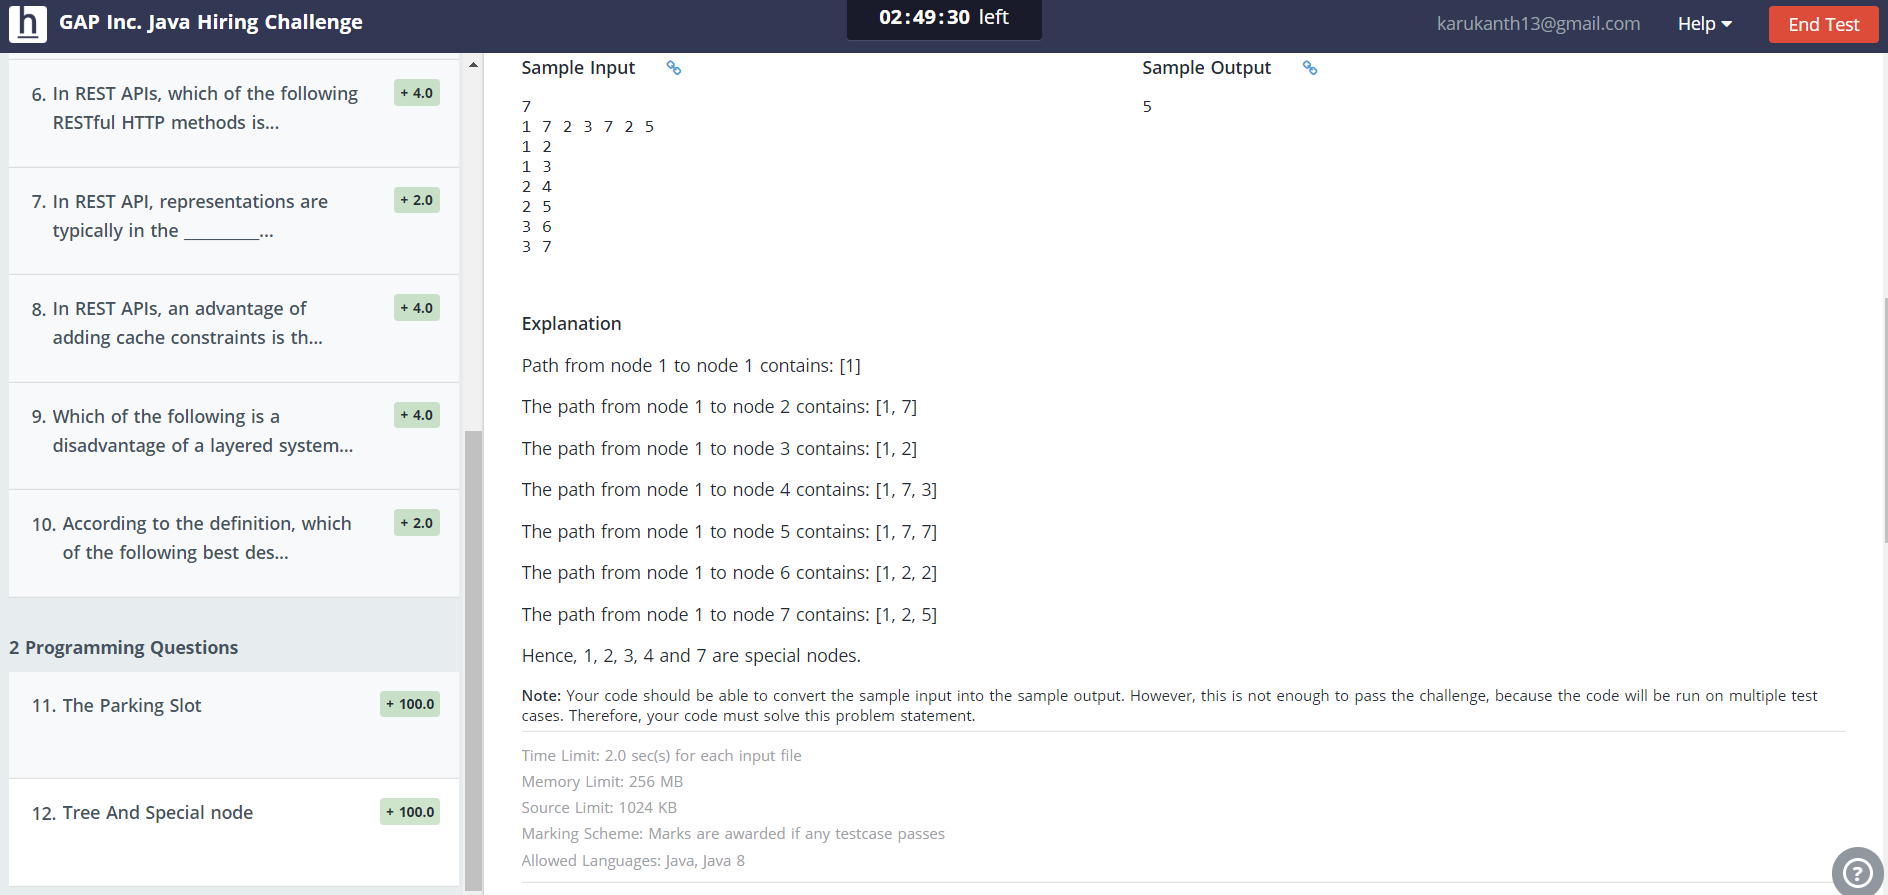 h GAP Inc. Java Hiring Challenge
02:49:30 left
karukanth13@gmail.com
Help
End Test
6. In REST APIs, which of the following
RESTful HTTP methods is...
+ 4.0
7. In REST API, representations are
typically in the _________...
+ 2.0
8. In REST APIs, an advantage of
adding cache constraints is th...
+ 4.0
9. Which of the following is a
disadvantage of a layered system...
+ 4.0
10. According to the definition, which
of the following best des...
+ 2.0
2 Programming Questions
11. The Parking Slot
+ 100.0
12. Tree And Special node
+ 100.0
Sample Input
7
1 7 2 3 7 2 5
1 2
1 3
2 4
2 5
3 6
3 7
Sample Output
5
Explanation
Path from node 1 to node 1 contains: [1]
The path from node 1 to node 2 contains: [1, 7]
The path from node 1 to node 3 contains: [1, 2]
The path from node 1 to node 4 contains: [1, 7, 3]
The path from node 1 to node 5 contains: [1, 7, 7]
The path from node 1 to node 6 contains: [1, 2, 2]
The path from node 1 to node 7 contains: [1, 2, 5]
Hence, 1, 2, 3, 4 and 7 are special nodes.
Note: Your code should be able to convert the sample input into the sample output. However, this is not enough to pass the challenge, because the code will be run on multiple test
cases. Therefore, your code must solve this problem statement.
Time Limit: 2.0 sec(s) for each input file
Memory Limit: 256 MB
Source Limit: 1024 KB
Marking Scheme: Marks are awarded if any testcase passes
Allowed Languages: Java, Java 8
?